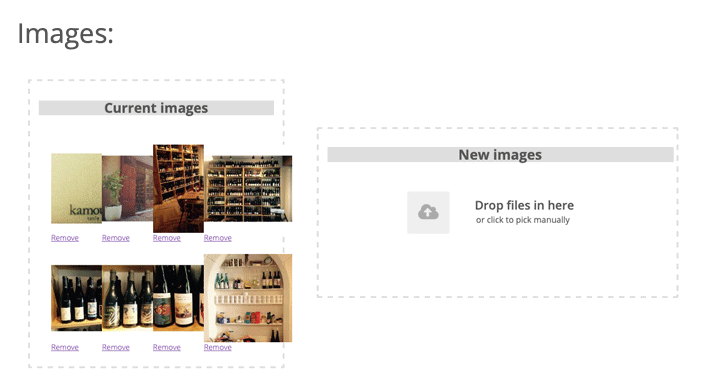 Images:
Current images
kamou
Remove Remove Remove Remove
Remove Remove Remove Remove
New images
Drop files in here
or click to pick manually